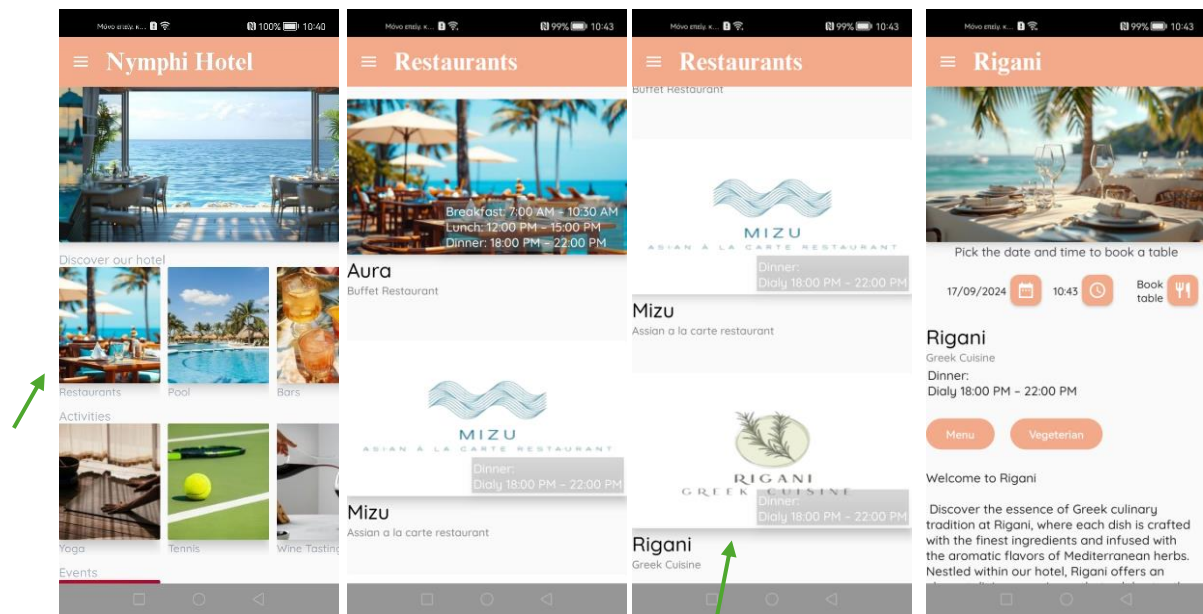 Μόνο επείγ. κ... 100% 10:40
Nymphi Hotel
Discover our hotel
Restaurants Pool Bars
Activities
Yoga Tennis Wine Tasting
Events
Μόνο επείγ. κ... 99% 10:43
Restaurants
Breakfast: 7:00 AM – 10:30 AM
Lunch: 12:00 PM – 15:00 PM
Dinner: 18:00 PM – 22:00 PM
Aura
Buffet Restaurant
MIZU
ASIAN À LA CARTE RESTAURANT
Dinner:
Dialy 18:00 PM – 22:00 PM
Mizu
Assian a la carte restaurant
Μόνο επείγ. κ... 99% 10:43
Restaurants
Buffet Restaurant
MIZU
ASIAN À LA CARTE RESTAURANT
Dinner:
Dialy 18:00 PM – 22:00 PM
Mizu
Assian a la carte restaurant
RIGANI
GREEK CUISINE
Dinner:
Dialy 18:00 PM – 22:00 PM
Rigani
Greek Cuisine
Μόνο επείγ. κ... 99% 10:43
Rigani
Pick the date and time to book a table
17/09/2024 10:43 Book
table
Rigani
Greek Cuisine
Dinner:
Dialy 18:00 PM – 22:00 PM
Menu Vegeterian
Welcome to Rigani
Discover the essence of Greek culinary
tradition at Rigani, where each dish is crafted
with the finest ingredients and infused with
the aromatic flavors of Mediterranean herbs.
Nestled within our hotel, Rigani offers an